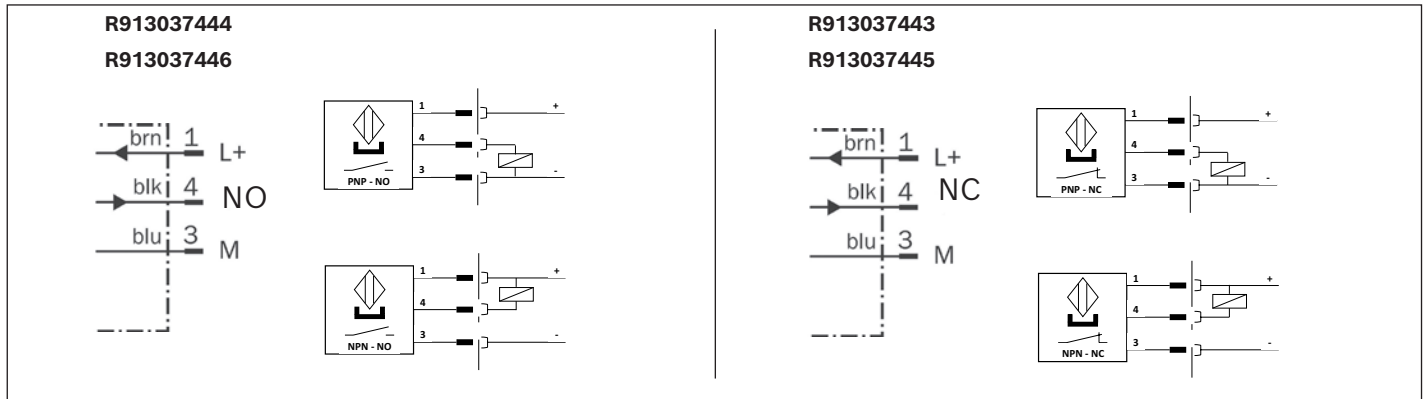 R913037444
R913037446
brn 1 L+
blk 4 NO
blu 3 M
1 +
4
3 -
PNP - NO
1 +
4
3 -
NPN - NO
R913037443
R913037445
brn 1 L+
blk 4 NC
blu 3 M
1 +
4
3 -
PNP - NC
1 +
4
3 -
NPN - NC